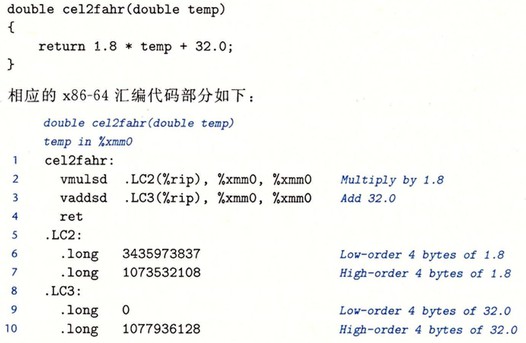 double cel2fahr(double temp)
{
    return 1.8 * temp + 32.0;
}
相应的 x86-64 汇编代码部分如下：
double cel2fahr(double temp)
temp in %xmm0
1 cel2fahr:
2 vmulsd .LC2(%rip), %xmm0, %xmm0 Multiply by 1.8
3 vaddsd .LC3(%rip), %xmm0, %xmm0 Add 32.0
4 ret
5 .LC2:
6 .long 3435973837 Low-order 4 bytes of 1.8
7 .long 1073532108 High-order 4 bytes of 1.8
8 .LC3:
9 .long 0 Low-order 4 bytes of 32.0
10 .long 1077936128 High-order 4 bytes of 32.0